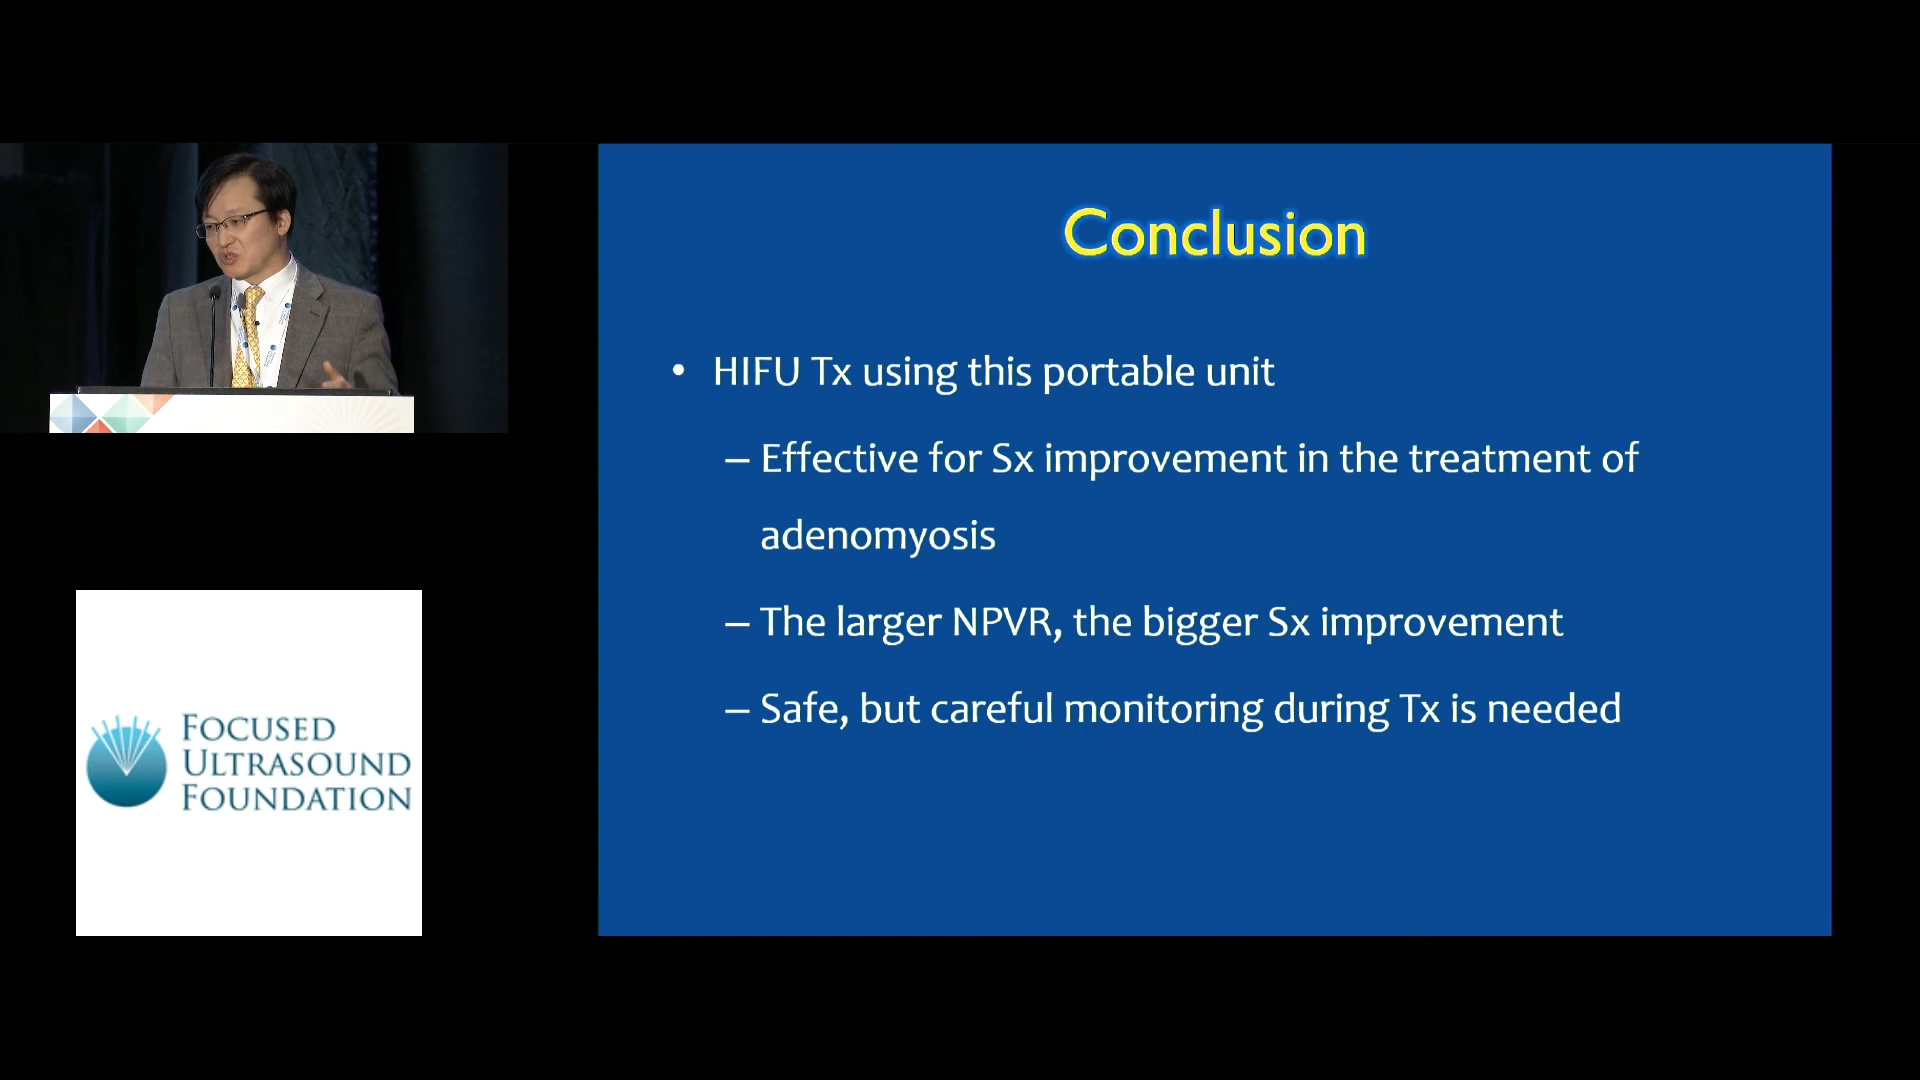 Conclusion
• HIFU Tx using this portable unit
– Effective for Sx improvement in the treatment of
adenomyosis
– The larger NPVR, the bigger Sx improvement
– Safe, but careful monitoring during Tx is needed
FOCUSED
ULTRASOUND
FOUNDATION